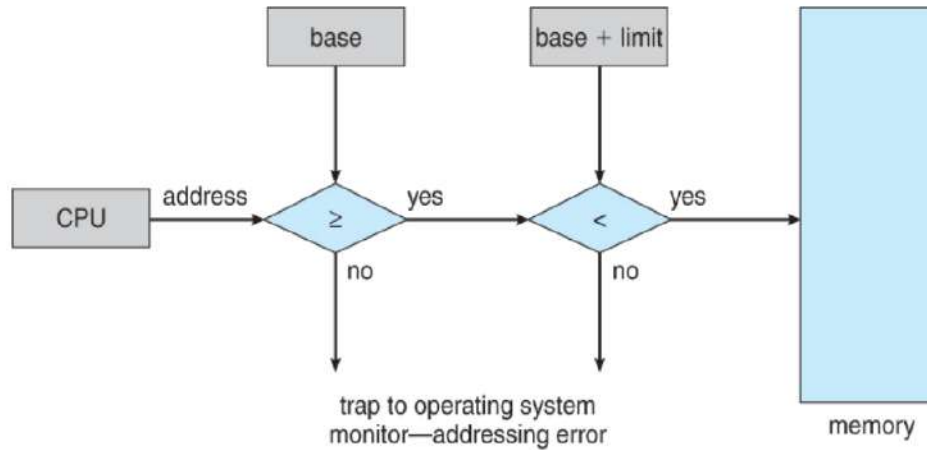 base
base + limit
CPU
address
≥
yes
<
yes
no
no
trap to operating system
monitor—addressing error
memory